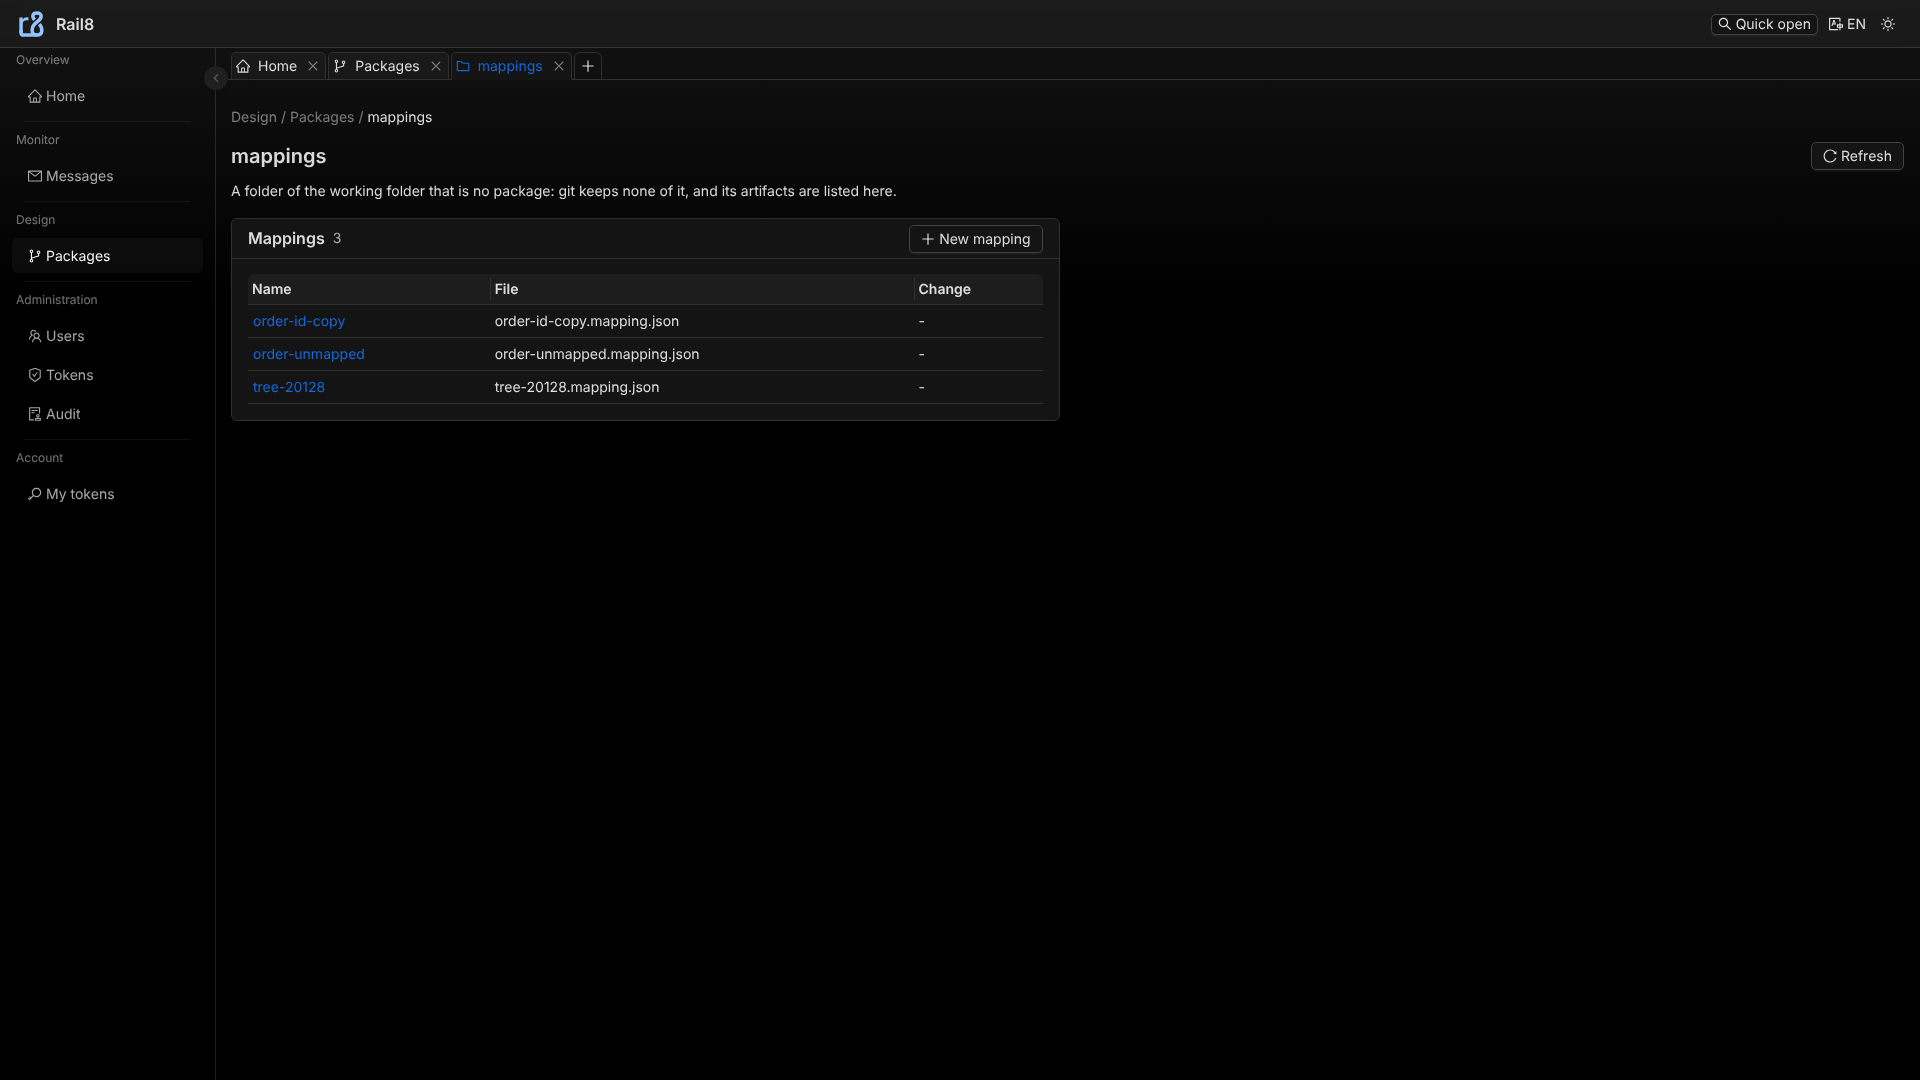 Rail8
Quick open
EN
Overview
Home
Monitor
Messages
Design
Packages
Administration
Users
Tokens
Audit
Account
My tokens
Home
Packages
mappings
Design / Packages / mappings
mappings
Refresh
A folder of the working folder that is no package: git keeps none of it, and its artifacts are listed here.
Mappings 3
New mapping
Name File Change
order-id-copy order-id-copy.mapping.json -
order-unmapped order-unmapped.mapping.json -
tree-20128 tree-20128.mapping.json -